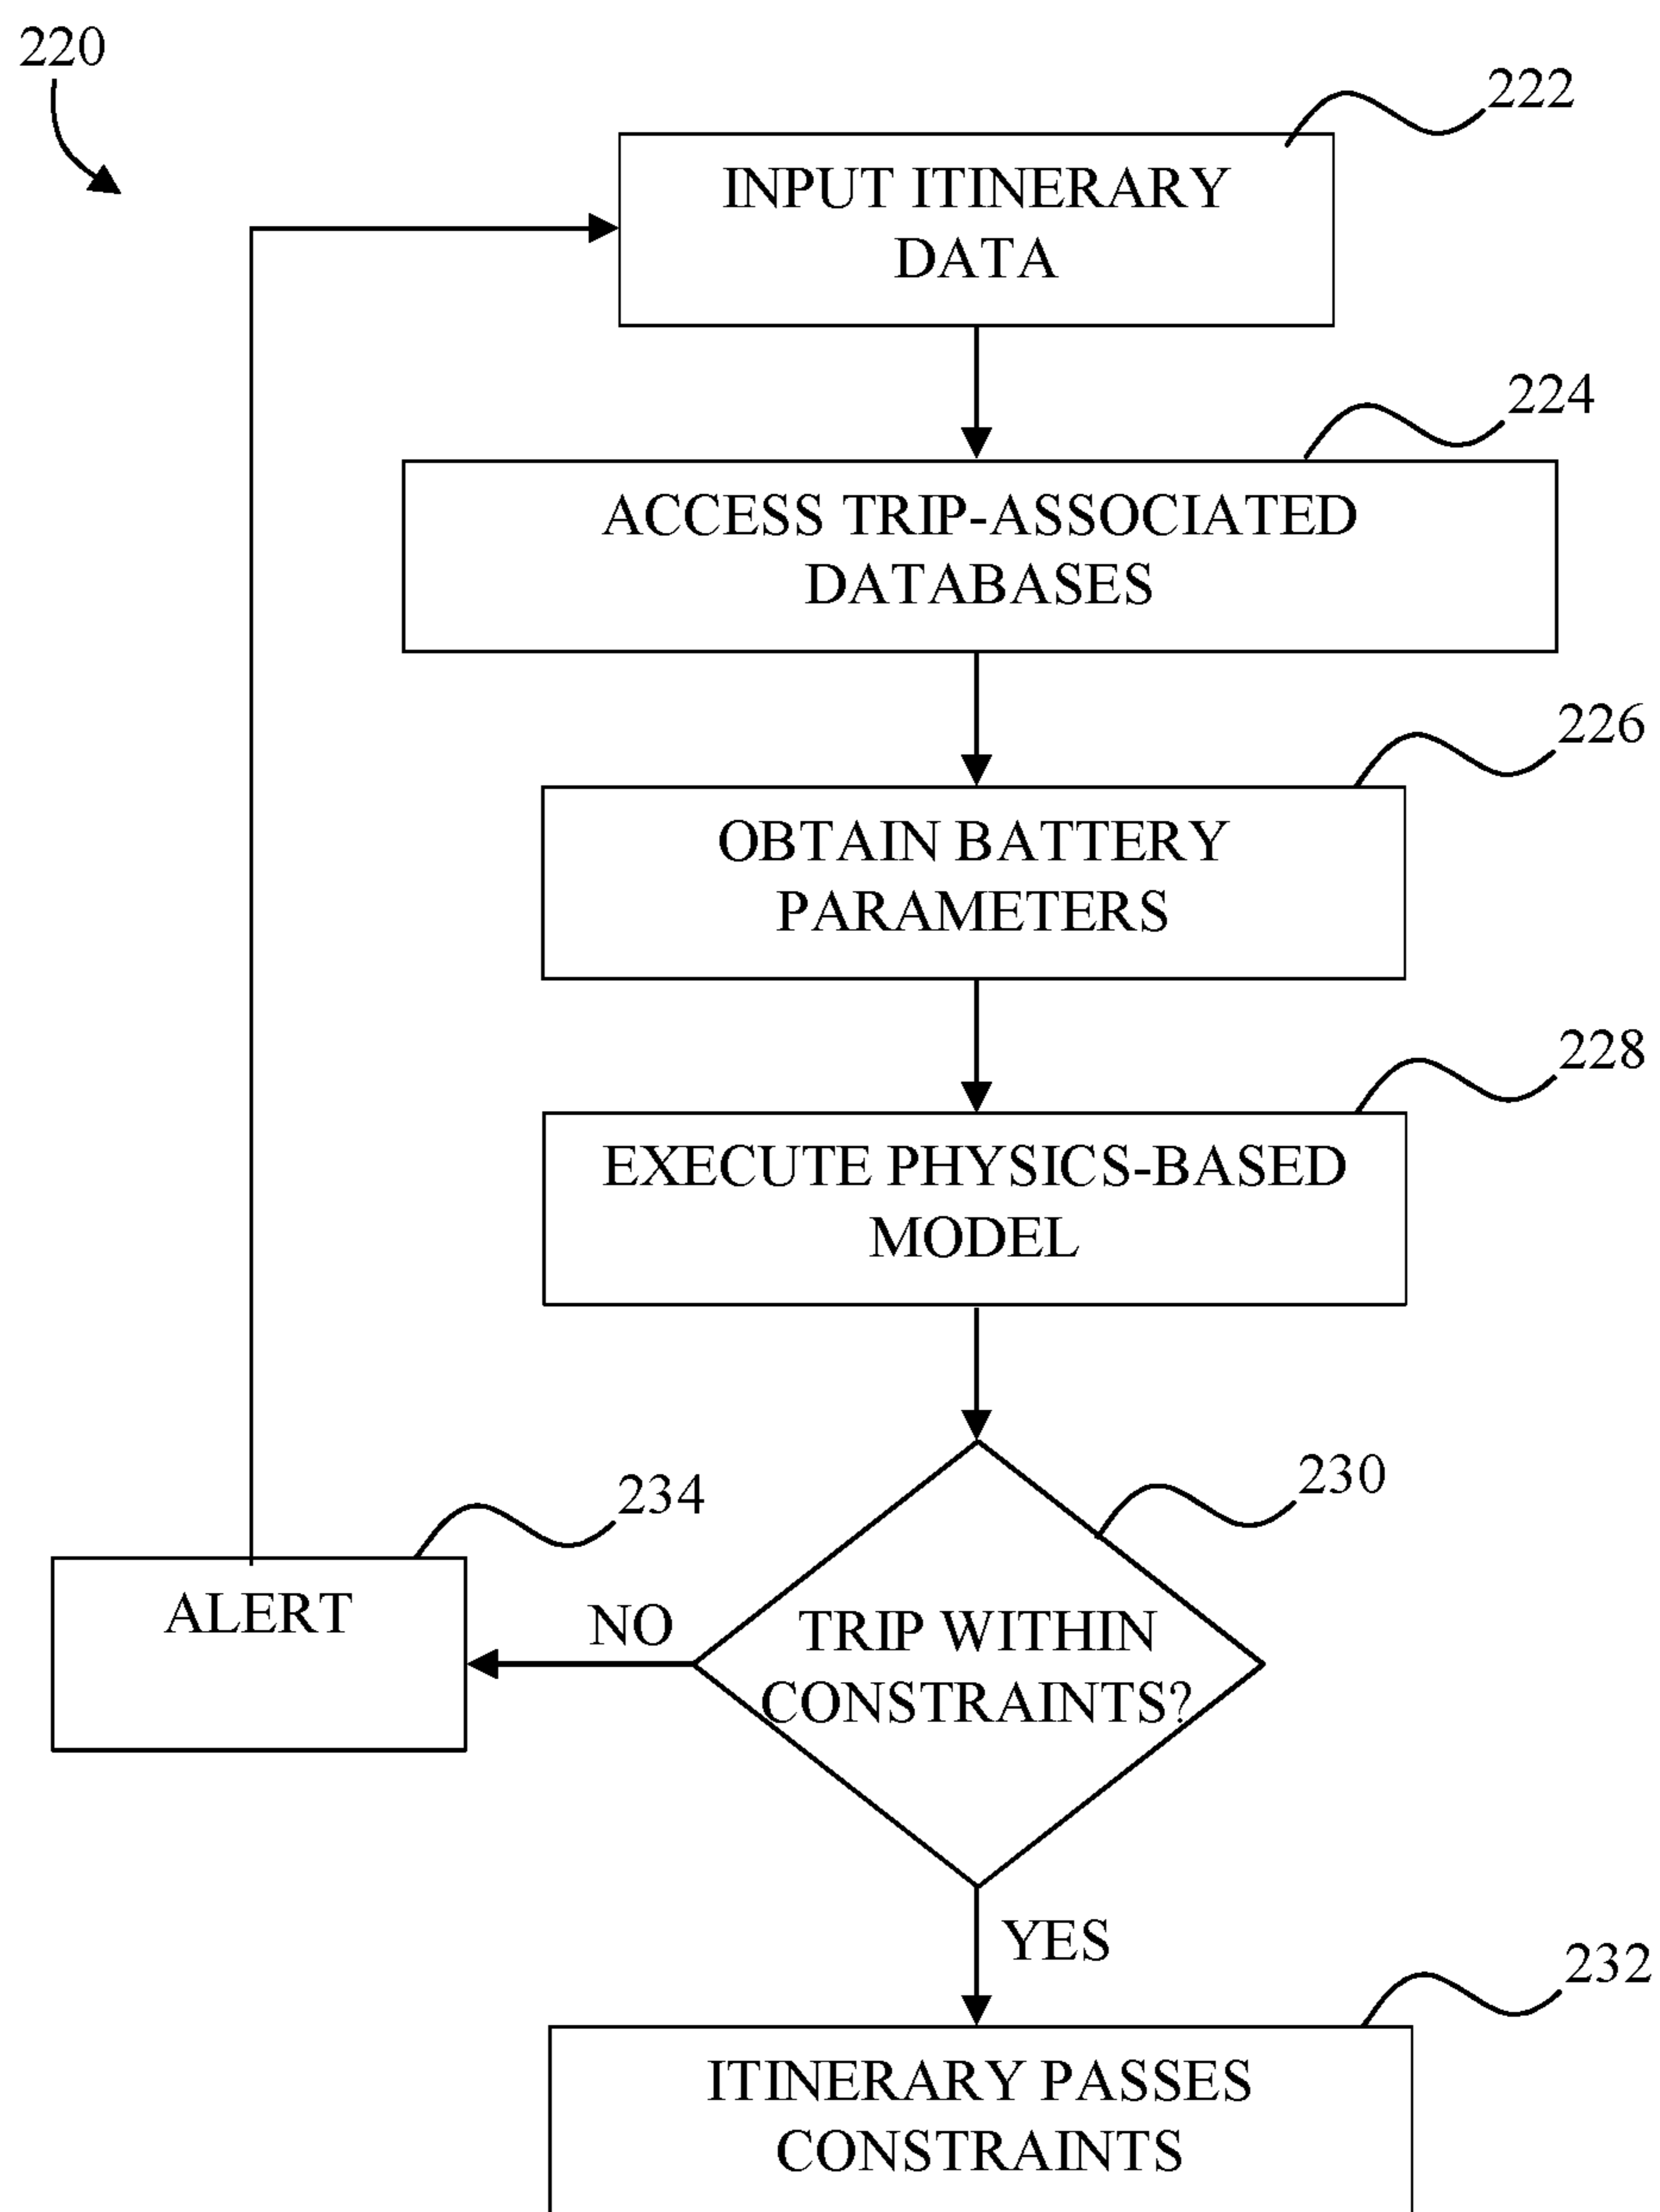 220
222
INPUT ITINERARY
DATA
224
ACCESS TRIP-ASSOCIATED
DATABASES
226
OBTAIN BATTERY
PARAMETERS
228
EXECUTE PHYSICS-BASED
MODEL
230
234
ALERT
NO
TRIP WITHIN
CONSTRAINTS?
YES
232
ITINERARY PASSES
CONSTRAINTS